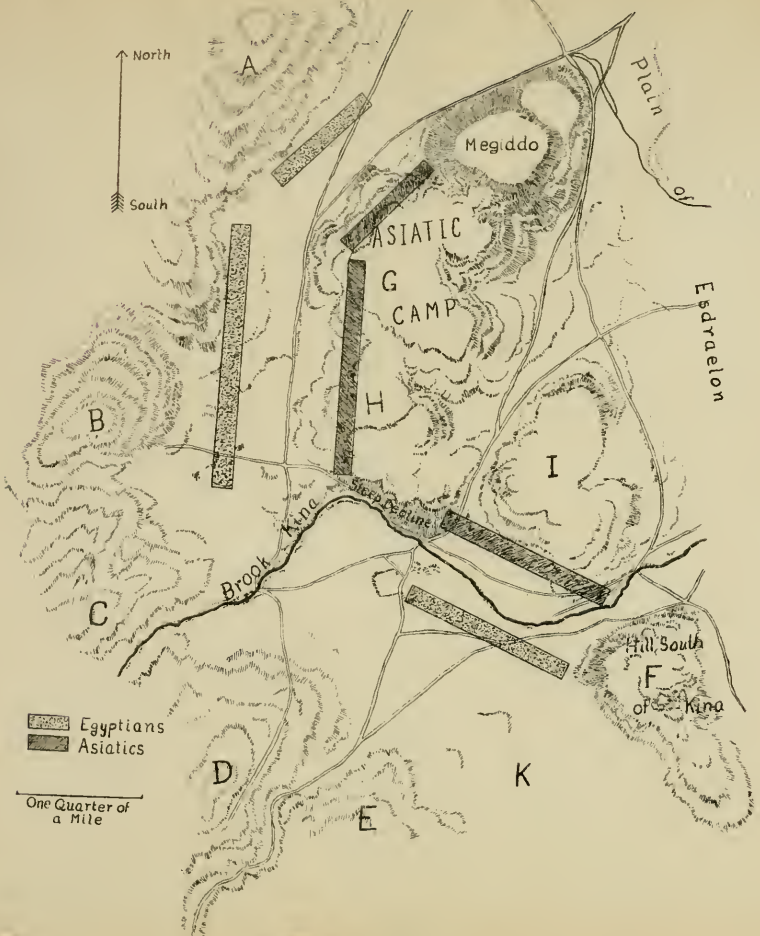 North
South
A
Megiddo
Plain
of
Esdraelon
ASIATIC
G
CAMP
H
B
I
Steep Decline
Brook Kina
C
Hill, South
F
of Kina
Egyptians
Asiatics
D
K
One Quarter of
a Mile
E